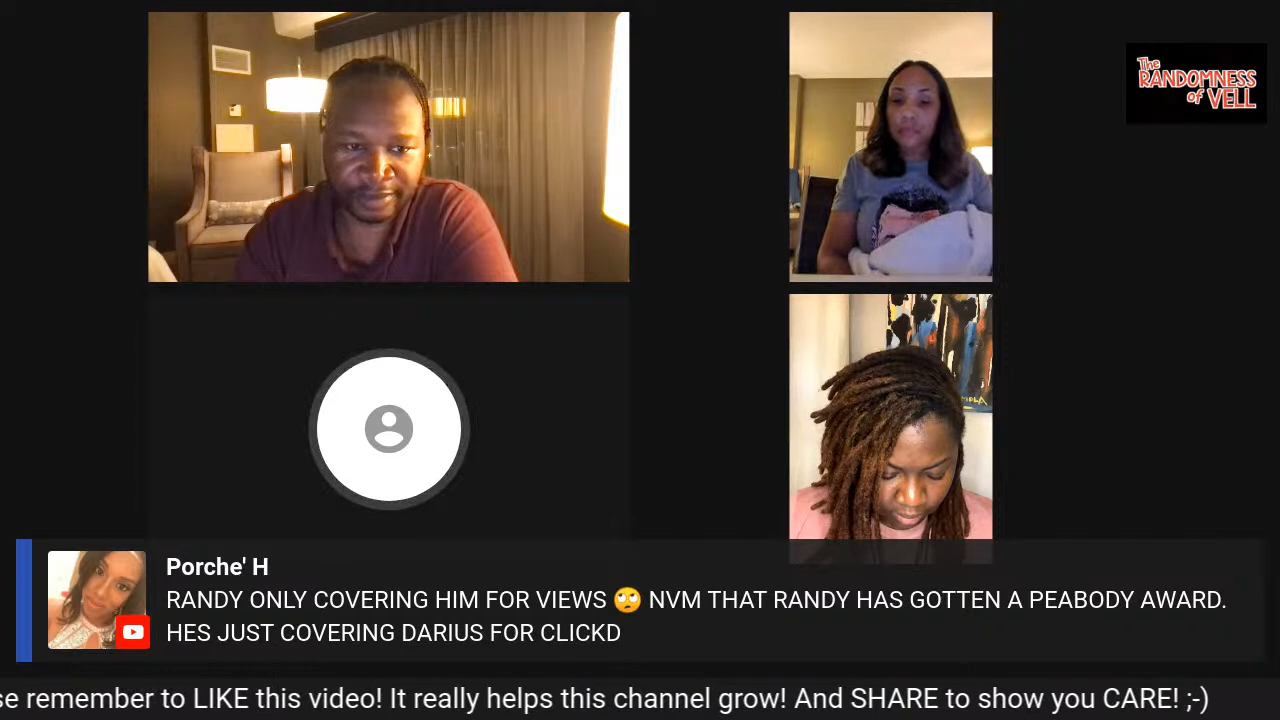 The
RANDOMNESS
of VELL
MOLA
Porche' H
RANDY ONLY COVERING HIM FOR VIEWS 🙄 NVM THAT RANDY HAS GOTTEN A PEABODY AWARD.
HES JUST COVERING DARIUS FOR CLICKD
se remember to LIKE this video! It really helps this channel grow! And SHARE to show you CARE! ;-)